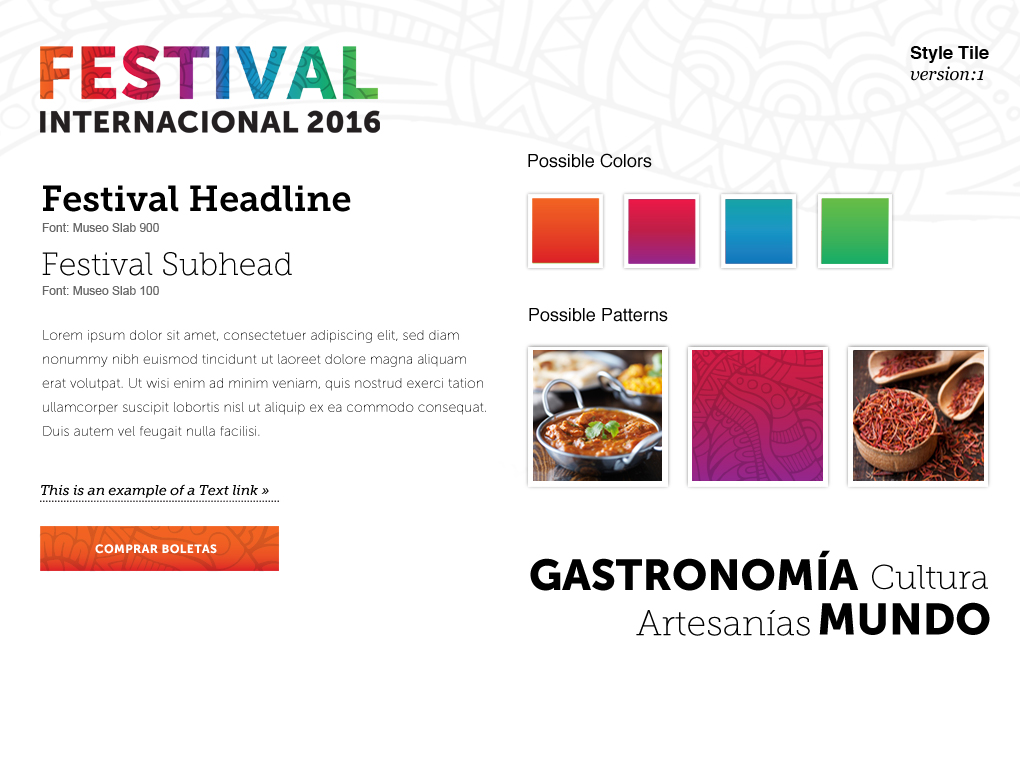 FESTIVAL
INTERNACIONAL 2016
Style Tile
version:1
Festival Headline
Font: Museo Slab 900
Festival Subhead
Font: Museo Slab 100
Lorem ipsum dolor sit amet, consectetuer adipiscing elit, sed diam
nonummy nibh euismod tincidunt ut laoreet dolore magna aliquam
erat volutpat. Ut wisi enim ad minim veniam, quis nostrud exerci tation
ullamcorper suscipit lobortis nisl ut aliquip ex ea commodo consequat.
Duis autem vel feugait nulla facilisi.
This is an example of a Text link »
COMPRAR BOLETAS
Possible Colors
Possible Patterns
GASTRONOMÍA Cultura
Artesanías MUNDO